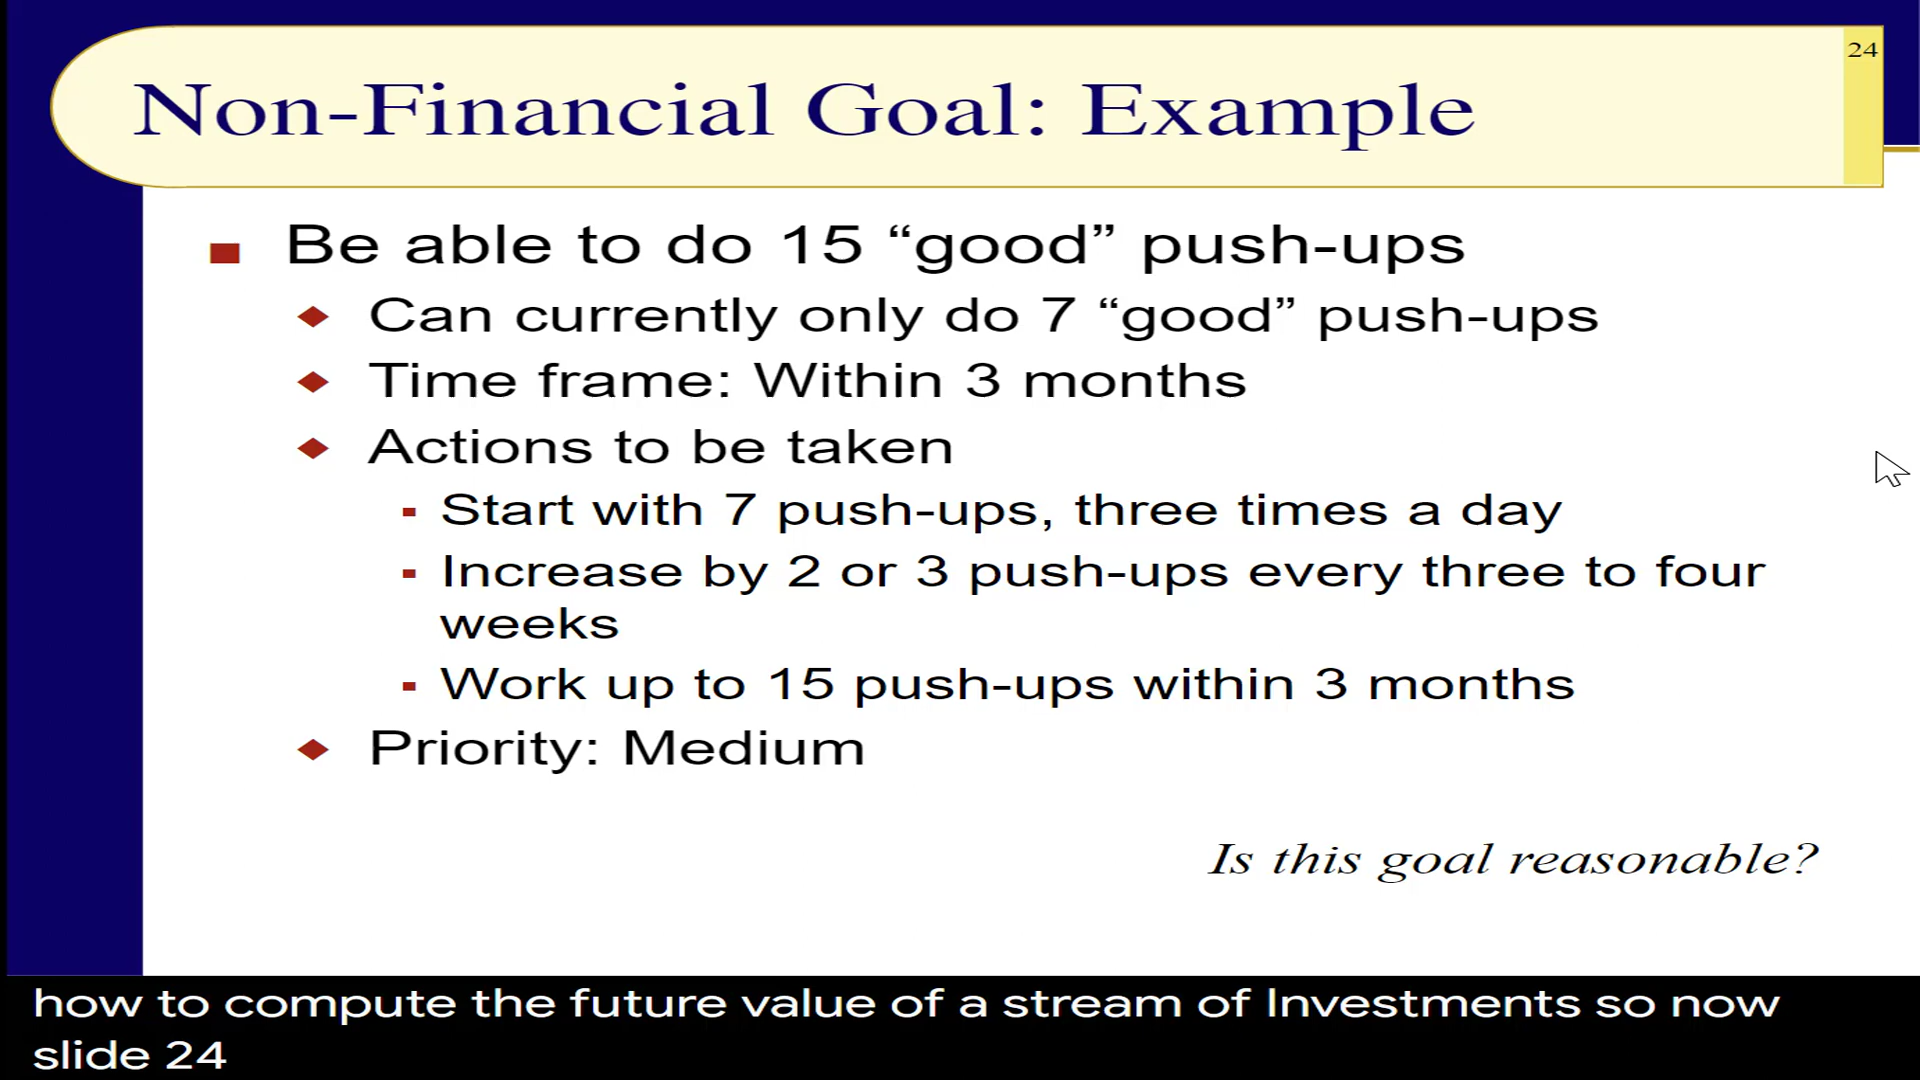 24
Non-Financial Goal: Example
Be able to do 15 “good” push-ups
Can currently only do 7 “good” push-ups
Time frame: Within 3 months
Actions to be taken
Start with 7 push-ups, three times a day
Increase by 2 or 3 push-ups every three to four
weeks
Work up to 15 push-ups within 3 months
Priority: Medium
Is this goal reasonable?
how to compute the future value of a stream of Investments so now
slide 24